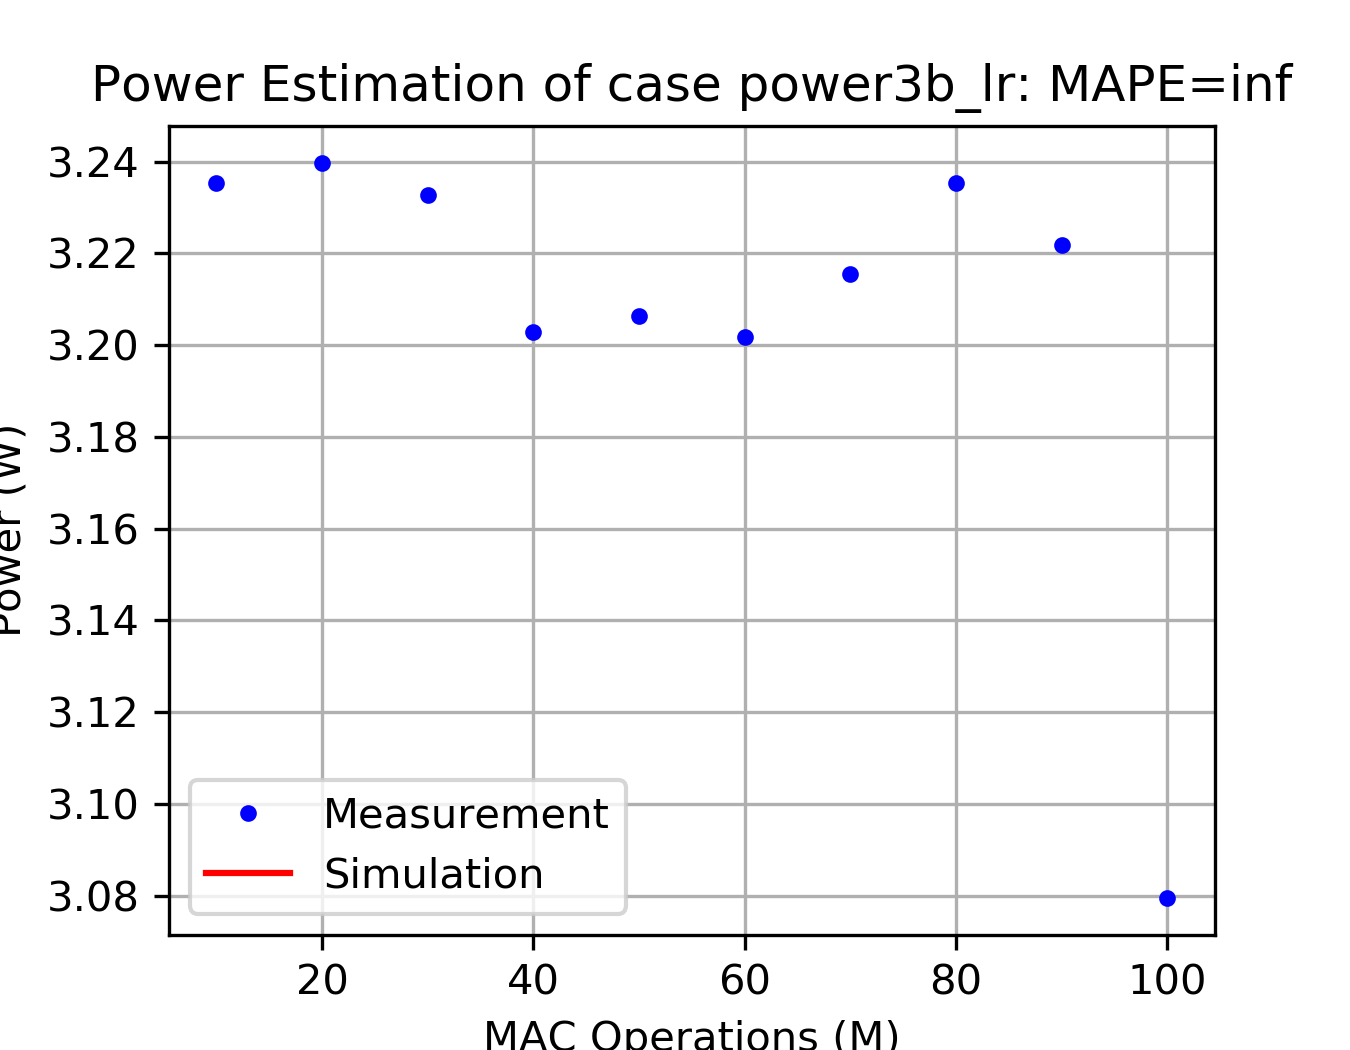 Power Estimation of case power3b_lr: MAPE=inf
3.24
3.22
3.20
3.18
3.16
3.14
3.12
3.10
3.08
Power (W)
Measurement
Simulation
20 40 60 80 100
MAC Operations (M)